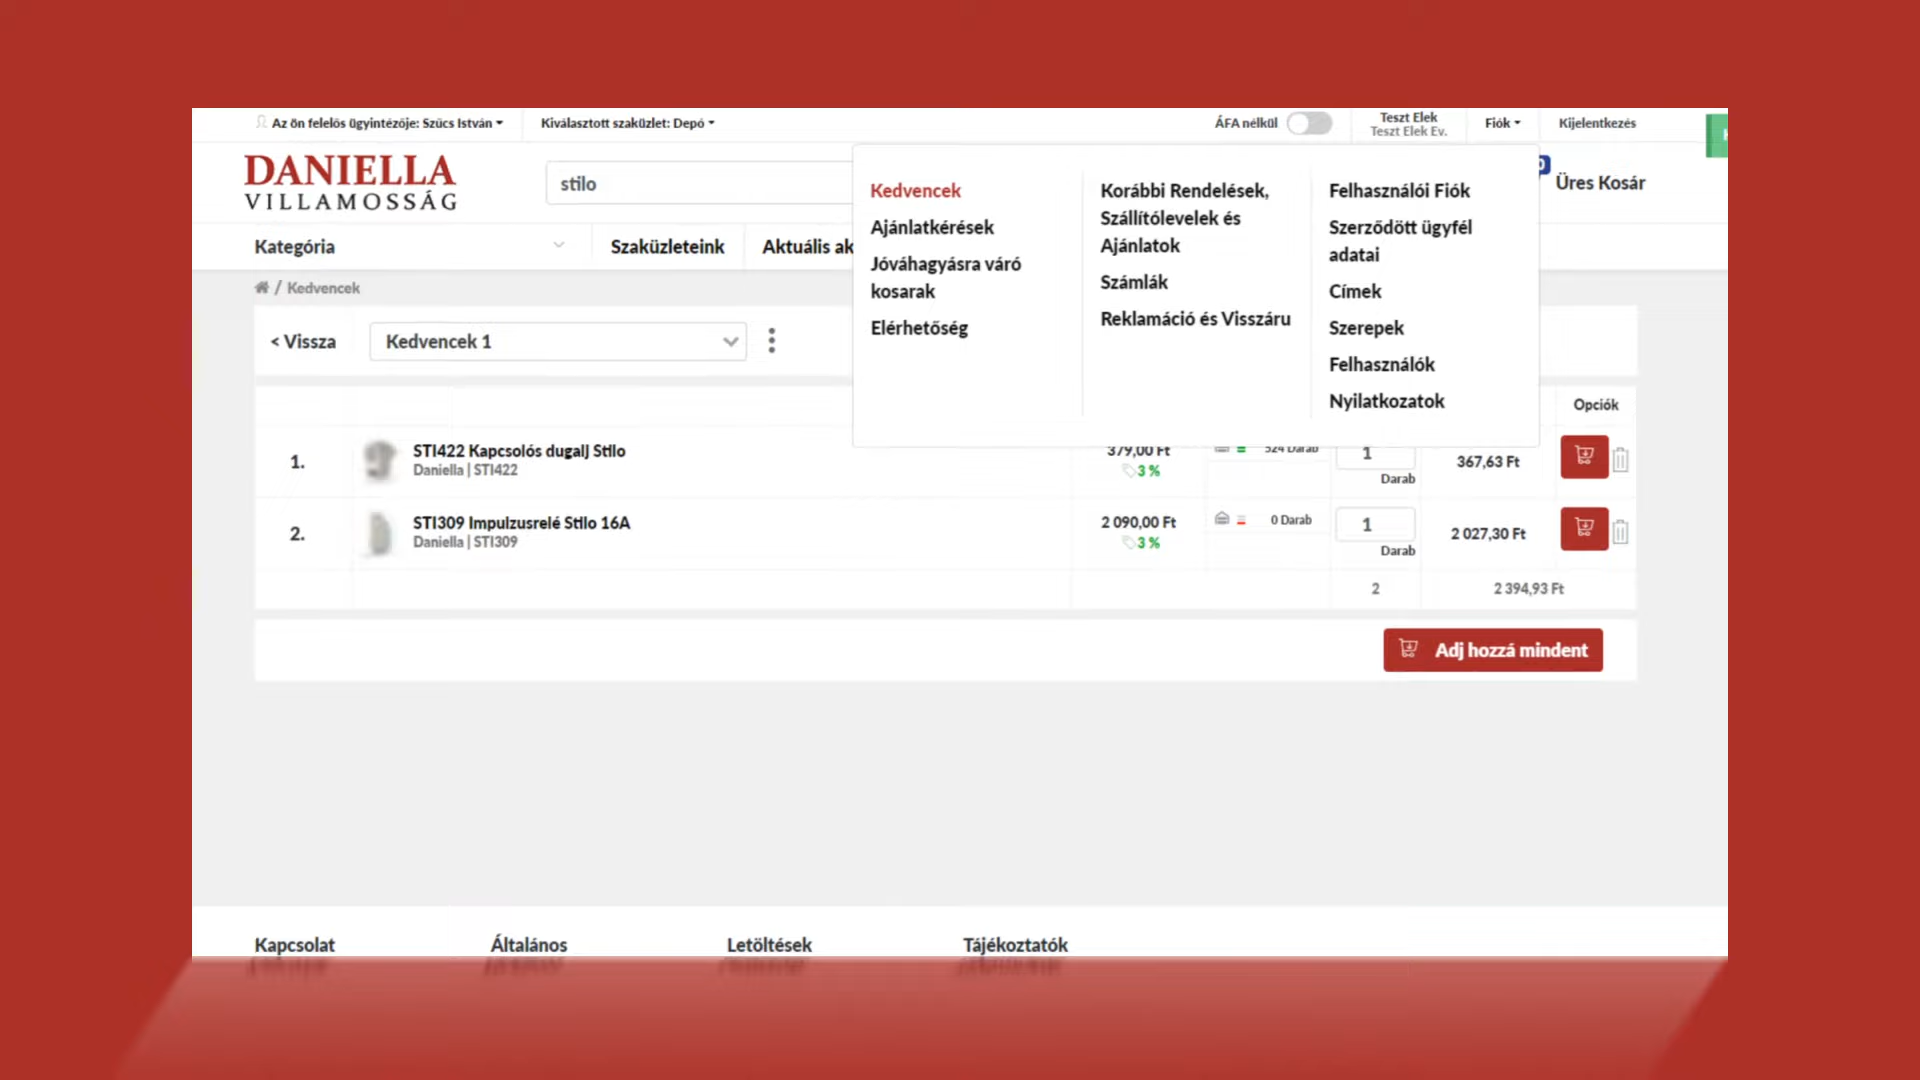 Az ön felelős ügyintézője: Szűcs István
Kiválasztott szaküzlet: Depó
ÁFA nélkül
Teszt Elek
Teszt Elek Ev.
Fiók
Kijelentkezés
DANIELLA
VILLAMOSSÁG
stilo
Üres Kosár
Kategória
Szaküzleteink
Aktuális ak
Kedvencek
Ajánlatkérések
Jóváhagyásra váró
kosarak
Elérhetőség
Korábbi Rendelések,
Szállítólevelek és
Ajánlatok
Számlák
Reklamáció és Visszáru
Felhasználói Fiók
Szerződött ügyfél
adatai
Címek
Szerepek
Felhasználók
Nyilatkozatok
/ Kedvencek
< Vissza
Kedvencek 1
Opciók
1.
STI422 Kapcsolós dugalj Stilo
Daniella | STI422
379,00 Ft
3 %
524 Darab
1
Darab
367,63 Ft
2.
STI309 Impulzusrelé Stilo 16A
Daniella | STI309
2 090,00 Ft
3 %
0 Darab
1
Darab
2 027,30 Ft
2
2 394,93 Ft
Adj hozzá mindent
Kapcsolat
Általános
Letöltések
Tájékoztatók